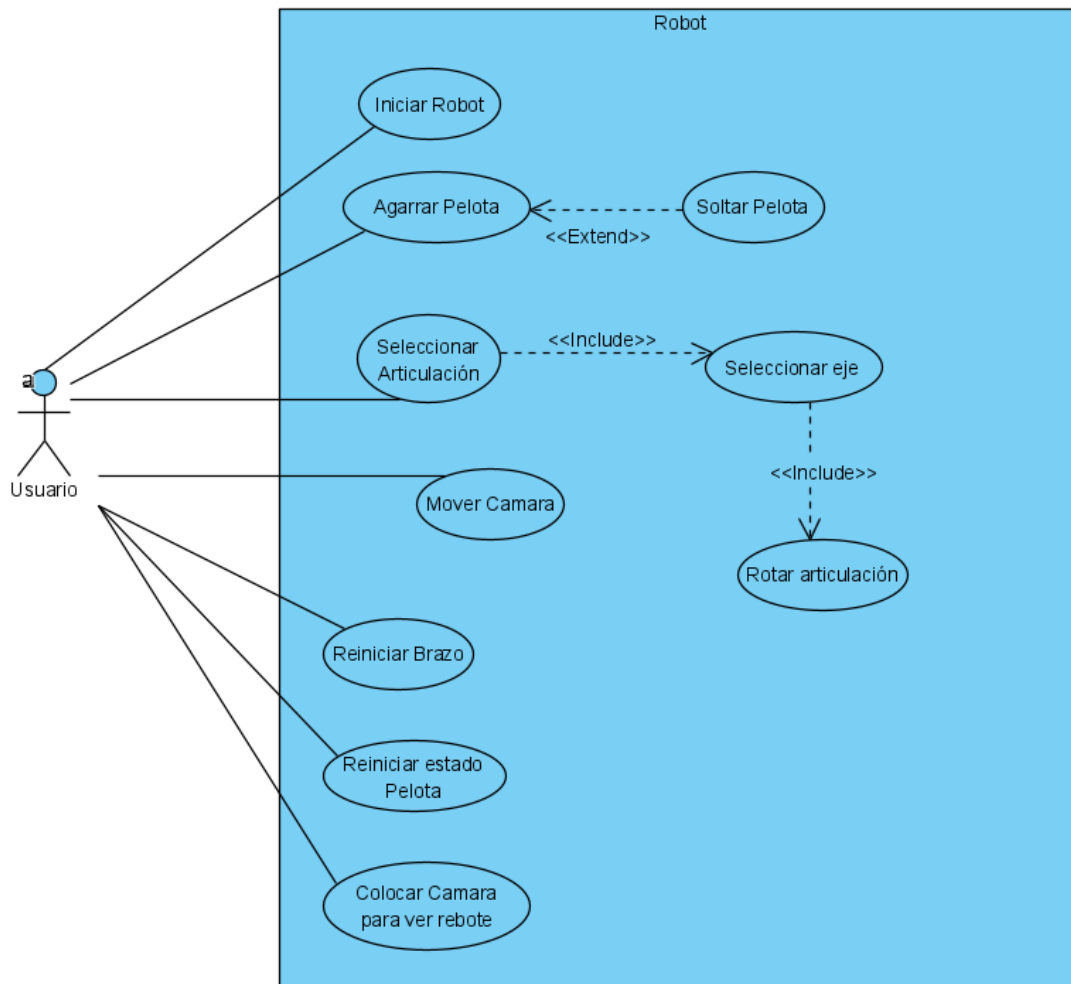 Robot
Iniciar Robot
Agarrar Pelota
Soltar Pelota
<<Extend>>
Seleccionar
Articulación
<<Include>>
Seleccionar eje
a
Usuario
<<Include>>
Mover Camara
Rotar articulación
Reiniciar Brazo
Reiniciar estado
Pelota
Colocar Camara
para ver rebote